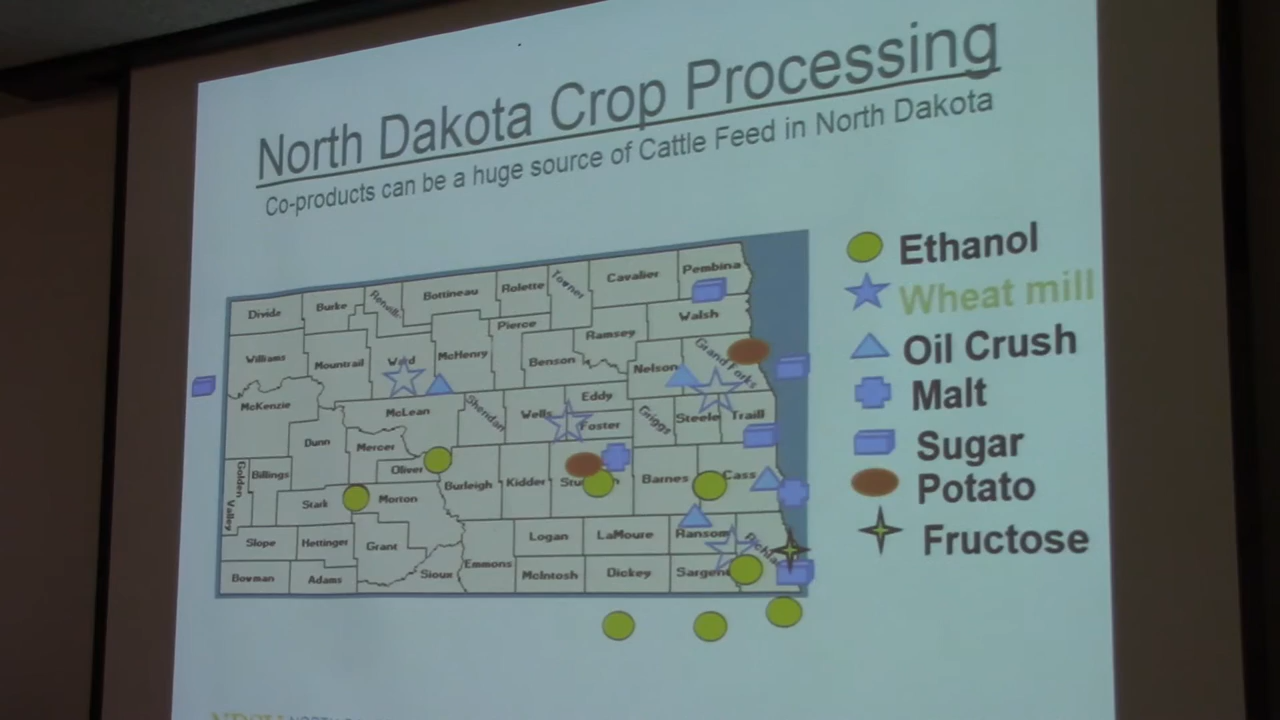 North Dakota Crop Processing
Co-products can be a huge source of Cattle Feed in North Dakota
Divide
Burke
Renville
Bottineau
Rolette
Towner
Cavalier
Pembina
Williams
Mountrail
Ward
McHenry
Pierce
Benson
Ramsey
Walsh
Nelson
Grand Forks
McKenzie
McLean
Sheridan
Wells
Eddy
Foster
Griggs
Steele
Traill
Dunn
Mercer
Oliver
Golden Valley
Billings
Stark
Morton
Burleigh
Kidder
Barnes
Cass
Slope
Hettinger
Grant
Logan
LaMoure
Ransom
Bowman
Adams
Sioux
Emmons
McIntosh
Dickey
Sargent
Ethanol
Wheat mill
Oil Crush
Malt
Sugar
Potato
Fructose